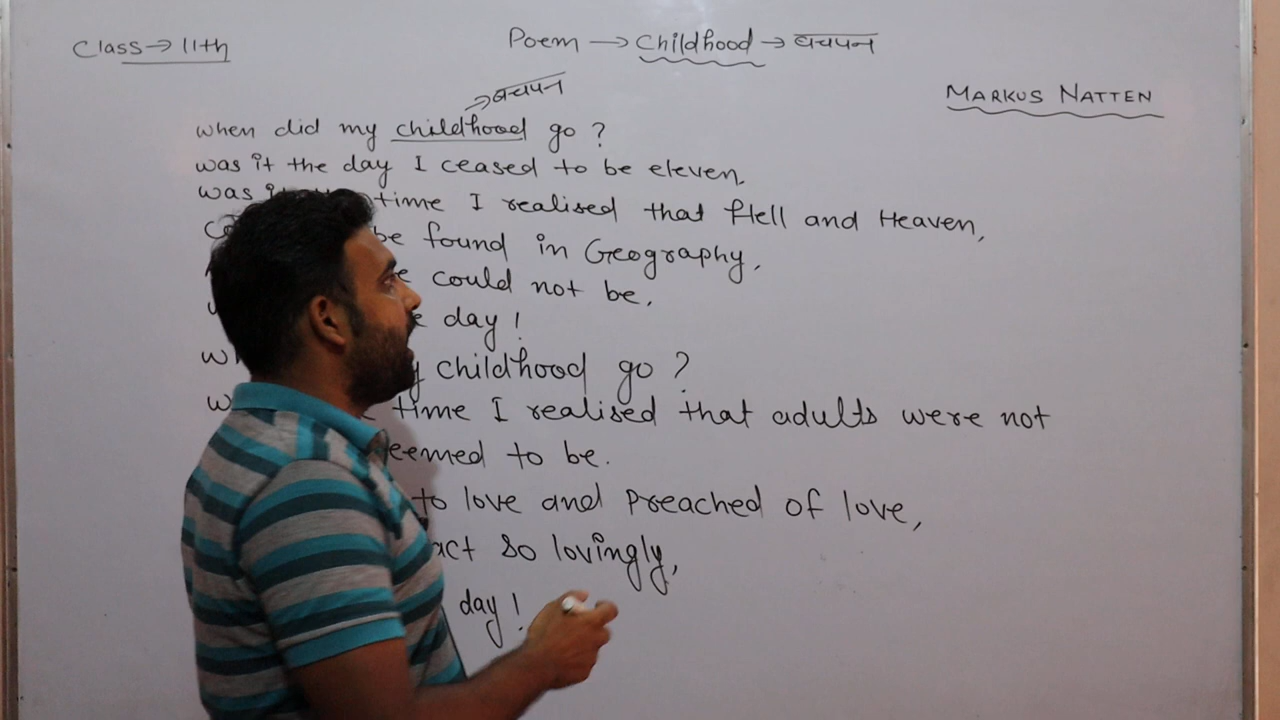 Class→ 11th
Poem → Childhood → बचपन
MARKUS NATTEN
→ बचपन
when did my childhood go ?
was it the day I ceased to be eleven,
was time I realised that Hell and Heaven,
be found in Geography,
could not be,
day !
childhood go ?
time I realised that adults were not
to be.
to love and preached of love,
act so lovingly,
day !